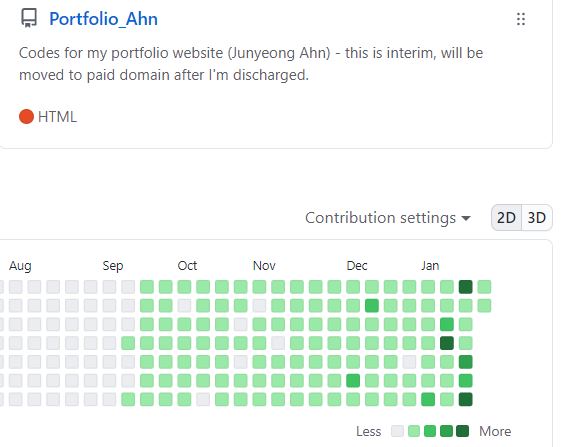 Portfolio_Ahn
Codes for my portfolio website (Junyeong Ahn) - this is interim, will be
moved to paid domain after I'm discharged.
HTML
Contribution settings 2D 3D
Aug Sep Oct Nov Dec Jan
Less More